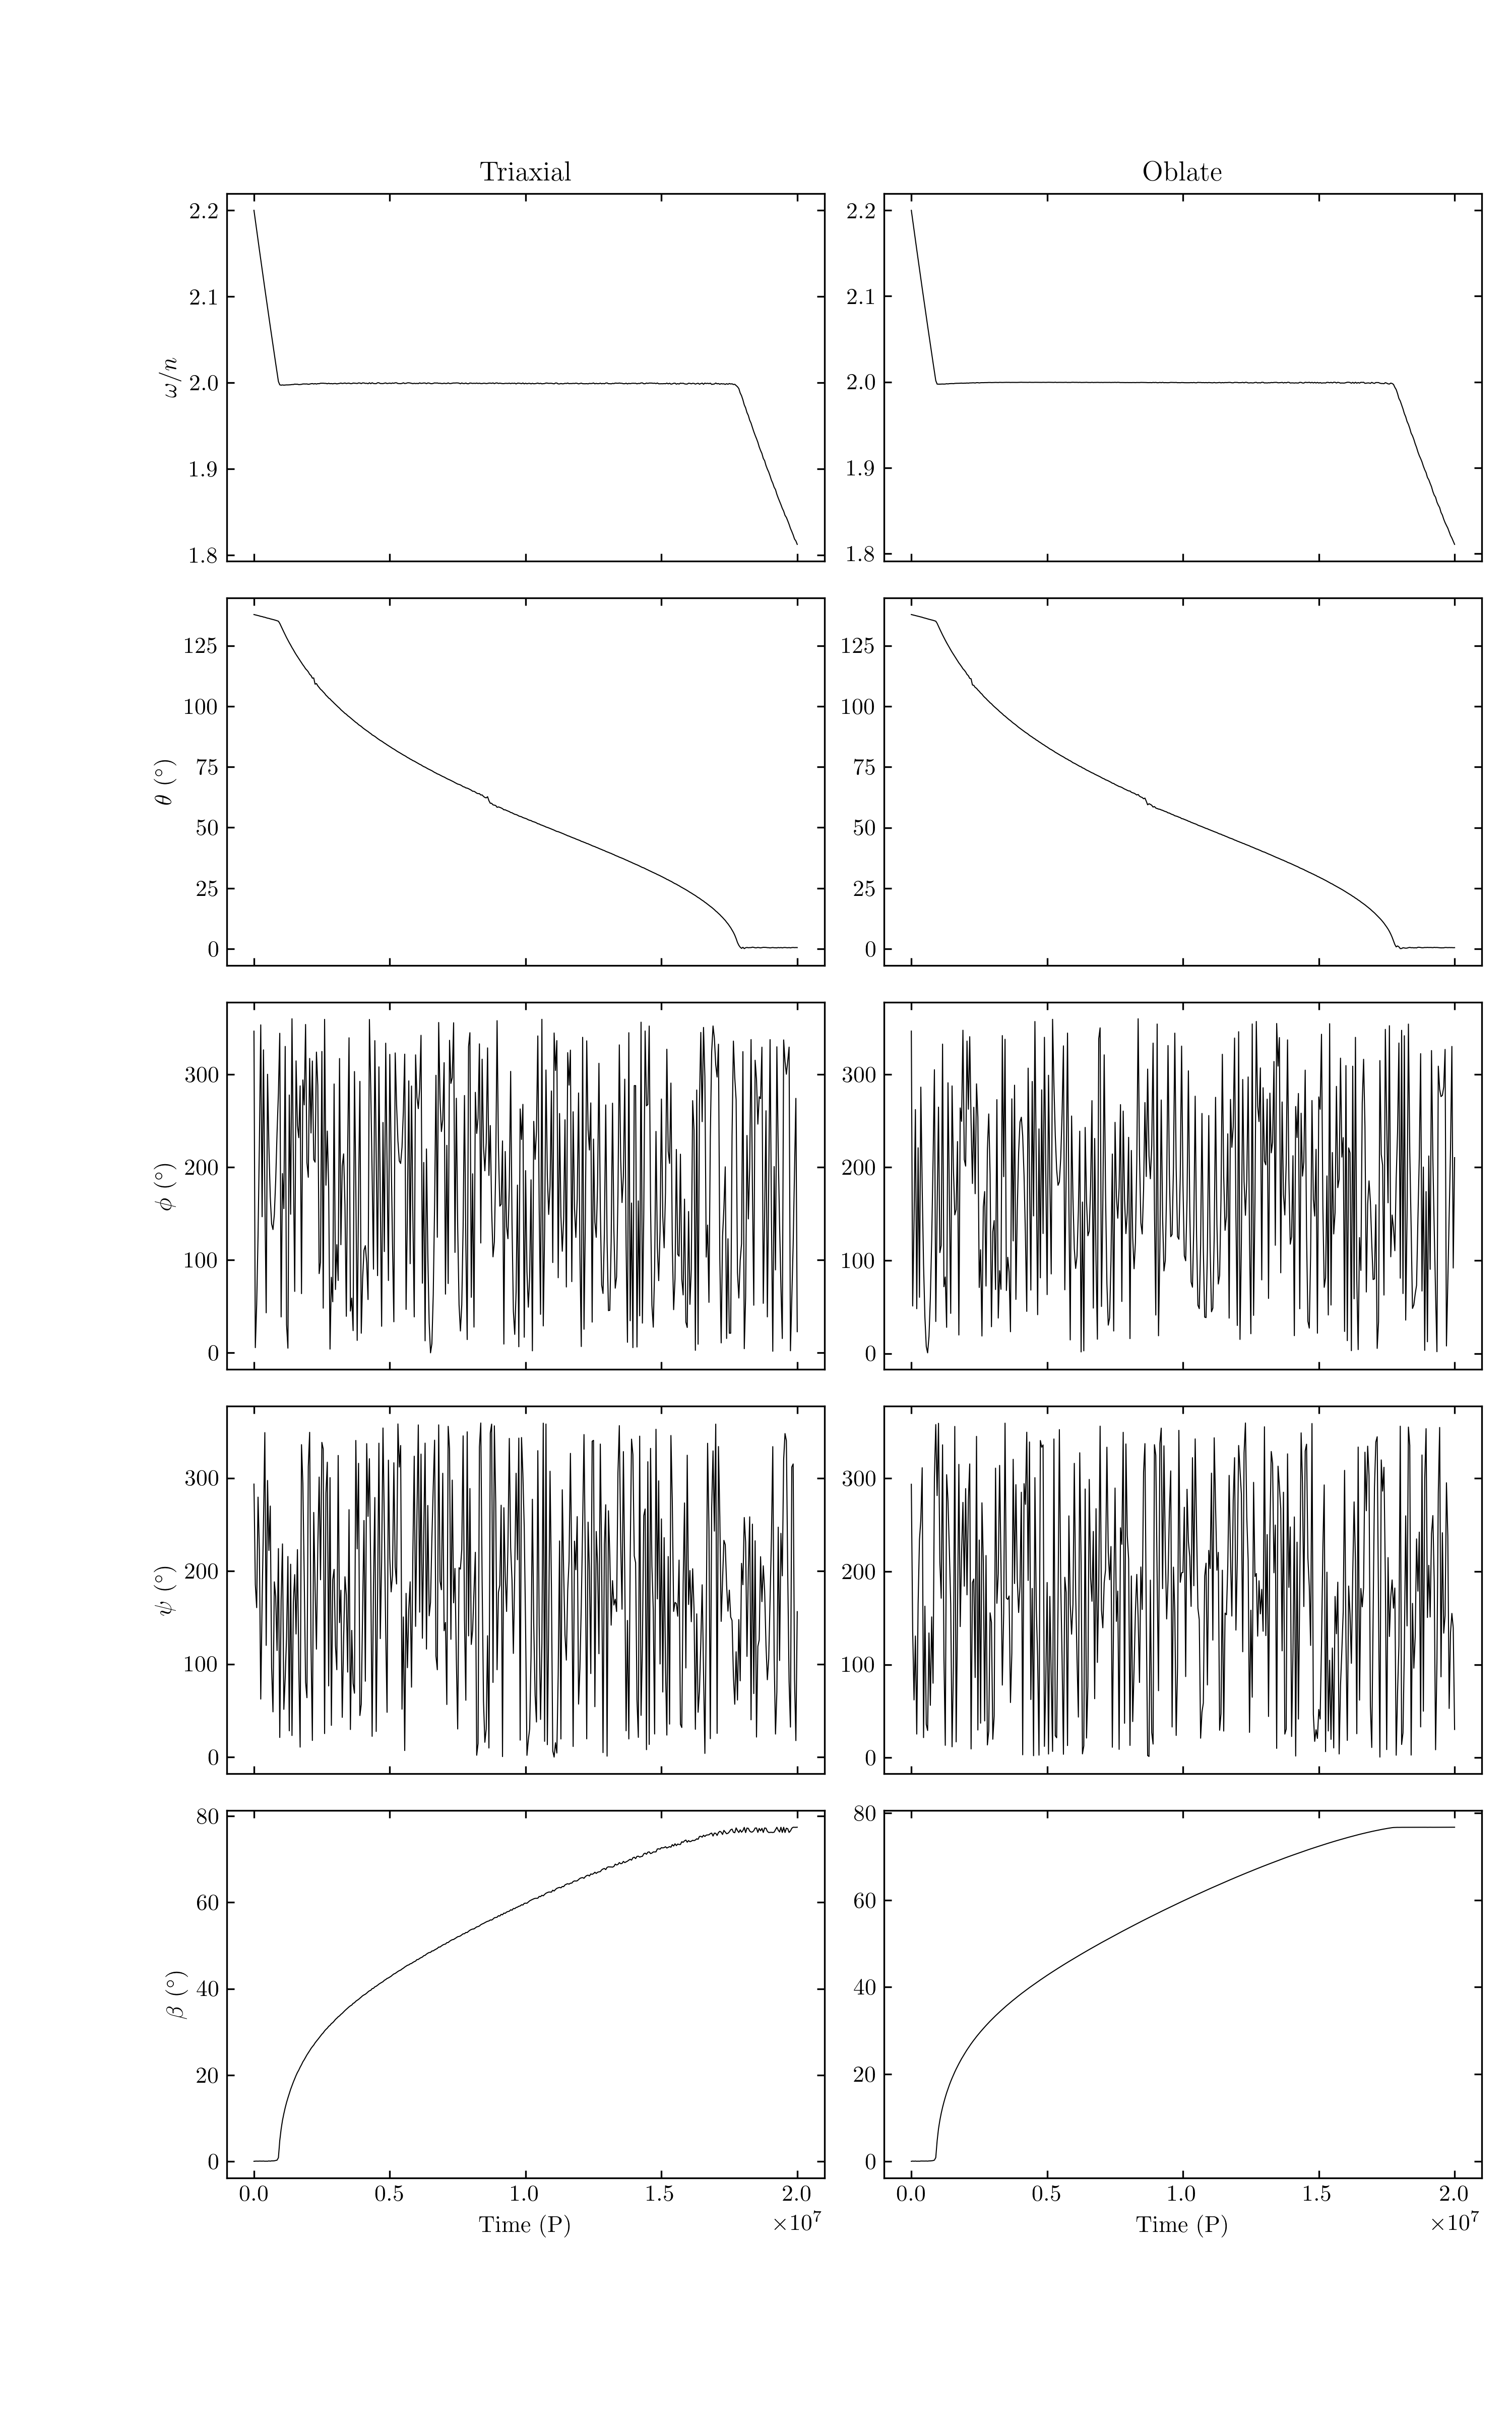 Triaxial Oblate
2.2 2.2
2.1 2.1
ω/n 2.0 2.0
1.9 1.9
1.8 1.8
125 125
100 100
θ (°) 75 75
50 50
25 25
0 0
300 300
ϕ (°) 200 200
100 100
0 0
300 300
ψ (°) 200 200
100 100
0 0
80 80
60 60
β (°) 40 40
20 20
0 0
0.0 0.5 1.0 1.5 2.0 0.0 0.5 1.0 1.5 2.0
Time (P) ×10⁷ Time (P) ×10⁷